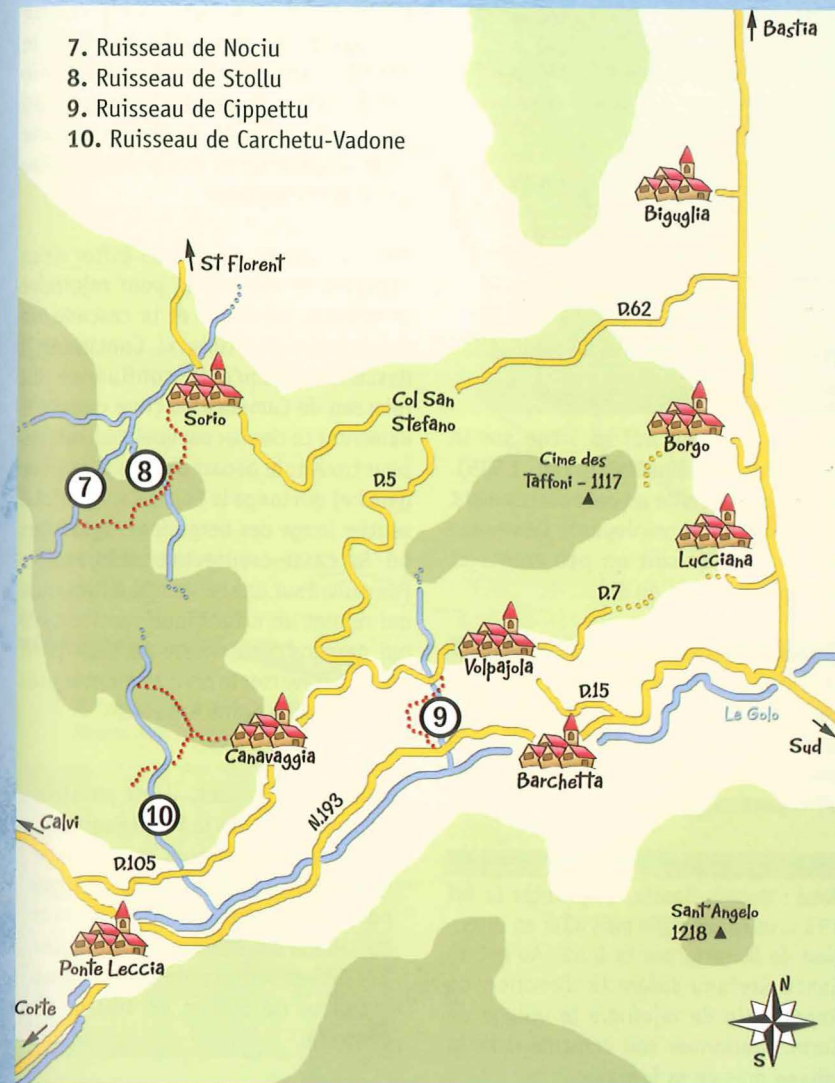 7. Ruisseau de Nociu
8. Ruisseau de Stollu
9. Ruisseau de Cippettu
10. Ruisseau de Carchetu-Vadone
Bastia
Biguglia
St Florent
D.62
Sorio
Col San
Stefano
Borgo
Cime des
Taffoni - 1117
D.5
7
8
Lucciana
D.7
Volpajola
D.15
9
Le Golo
Canavaggia
Sud
Barchetta
N.193
10
Calvi
D.105
Sant'Angelo
1218
Ponte Leccia
Corte
N
S